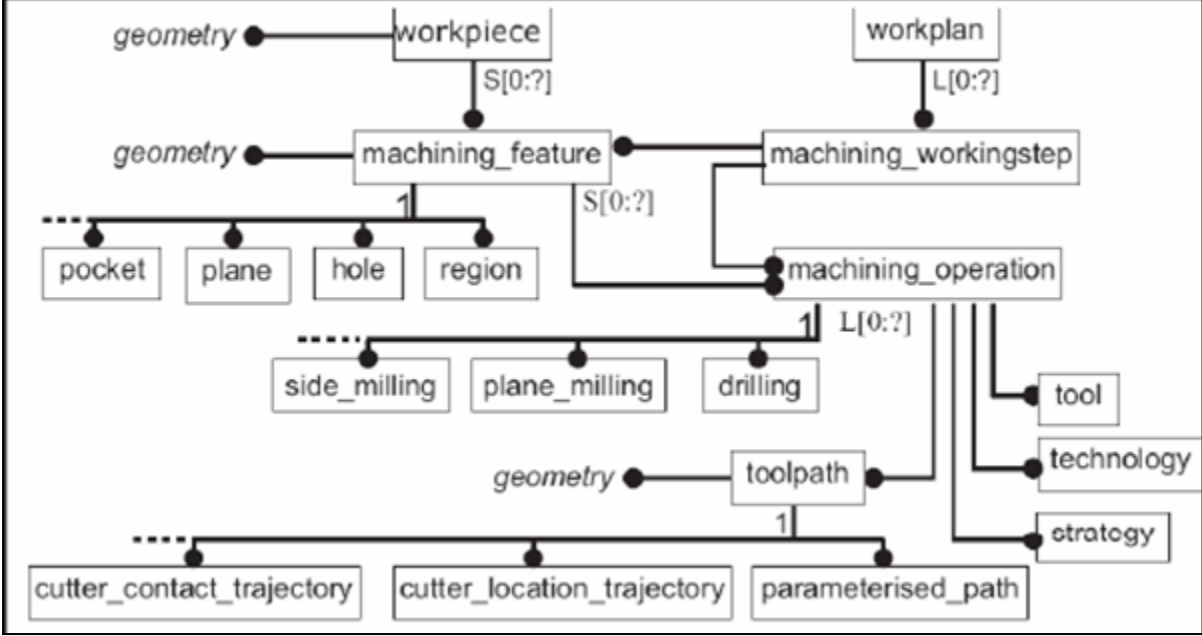 geometry workpiece workplan
S[0:?] L[0:?]
geometry machining_feature machining_workingstep
1 S[0:?]
pocket plane hole region machining_operation
1 L[0:?]
side_milling plane_milling drilling tool
geometry toolpath technology
1 strategy
cutter_contact_trajectory cutter_location_trajectory parameterised_path